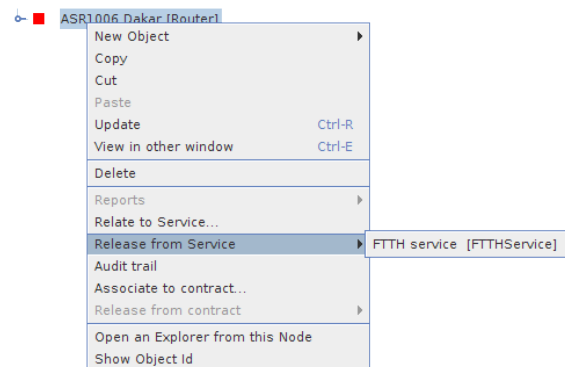 ASR1006 Dakar [Router]
New Object
Copy
Cut
Paste
Update Ctrl-R
View in other window Ctrl-E
Delete
Reports
Relate to Service...
Release from Service FTTH service [FTTHService]
Audit trail
Associate to contract...
Release from contract
Open an Explorer from this Node
Show Object Id